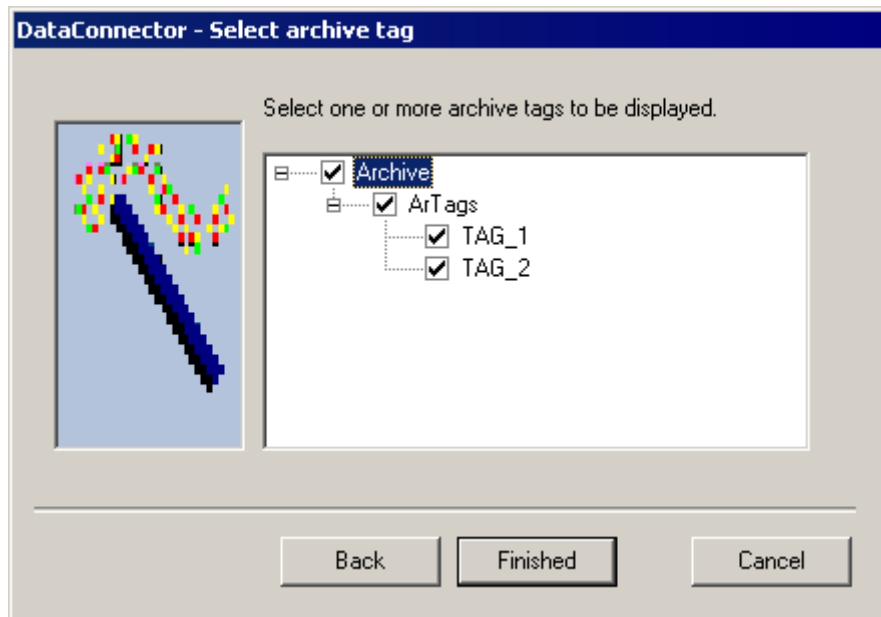 DataConnector - Select archive tag
Select one or more archive tags to be displayed.
Archive
ArTags
TAG_1
TAG_2
Back Finished Cancel